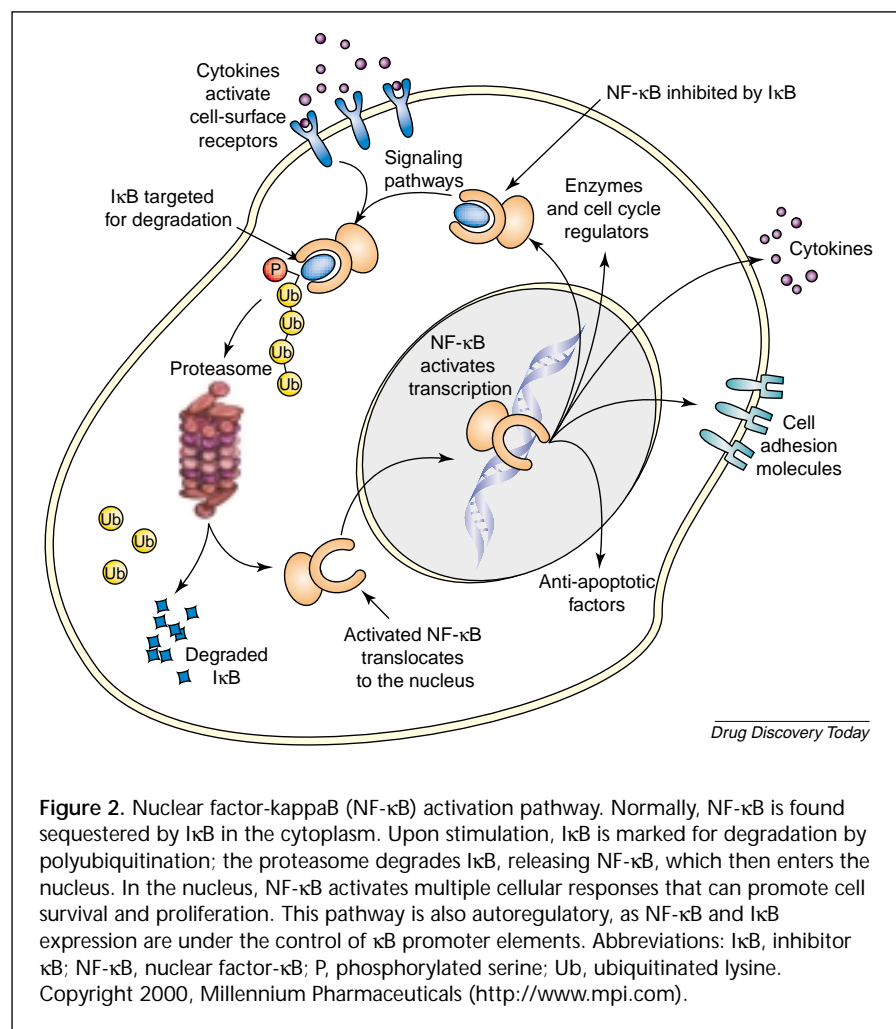 Cytokines
activate
cell-surface
receptors
NF-κB inhibited by IκB
Signaling
pathways
Enzymes
and cell cycle
regulators
IκB targeted
for degradation
Cytokines
P
Ub
Ub
Ub
Ub
NF-κB
activates
transcription
Proteasome
Cell
adhesion
molecules
Ub
Ub
Ub
Anti-apoptotic
factors
Activated NF-κB
translocates
to the nucleus
Degraded
IκB
Drug Discovery Today
Figure 2. Nuclear factor-kappaB (NF-κB) activation pathway. Normally, NF-κB is found
sequestered by IκB in the cytoplasm. Upon stimulation, IκB is marked for degradation by
polyubiquitination; the proteasome degrades IκB, releasing NF-κB, which then enters the
nucleus. In the nucleus, NF-κB activates multiple cellular responses that can promote cell
survival and proliferation. This pathway is also autoregulatory, as NF-κB and IκB
expression are under the control of κB promoter elements. Abbreviations: IκB, inhibitor
κB; NF-κB, nuclear factor-κB; P, phosphorylated serine; Ub, ubiquitinated lysine.
Copyright 2000, Millennium Pharmaceuticals (http://www.mpi.com).